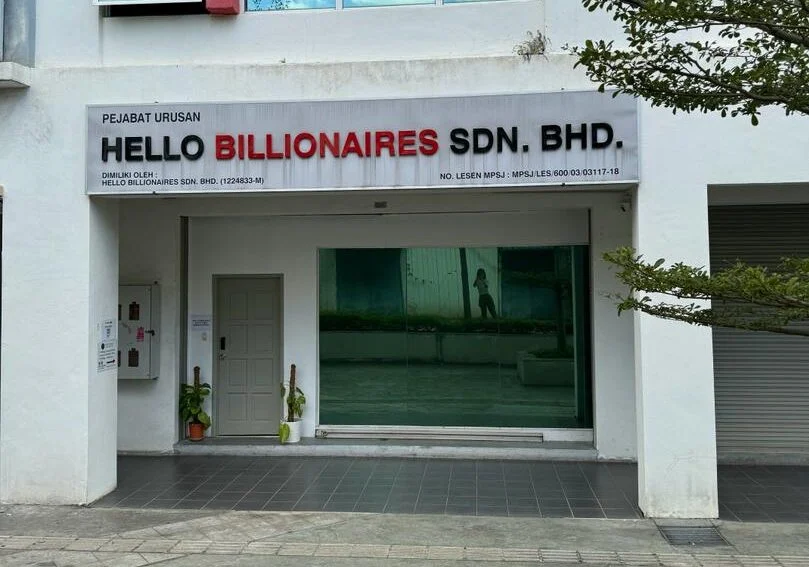 PEJABAT URUSAN
HELLO BILLIONAIRES SDN. BHD.
DIMILIKI OLEH :
HELLO BILLIONAIRES SDN. BHD. (1224833-M)
NO. LESEN MPSJ : MPSJ/LES/600/03/03117-18